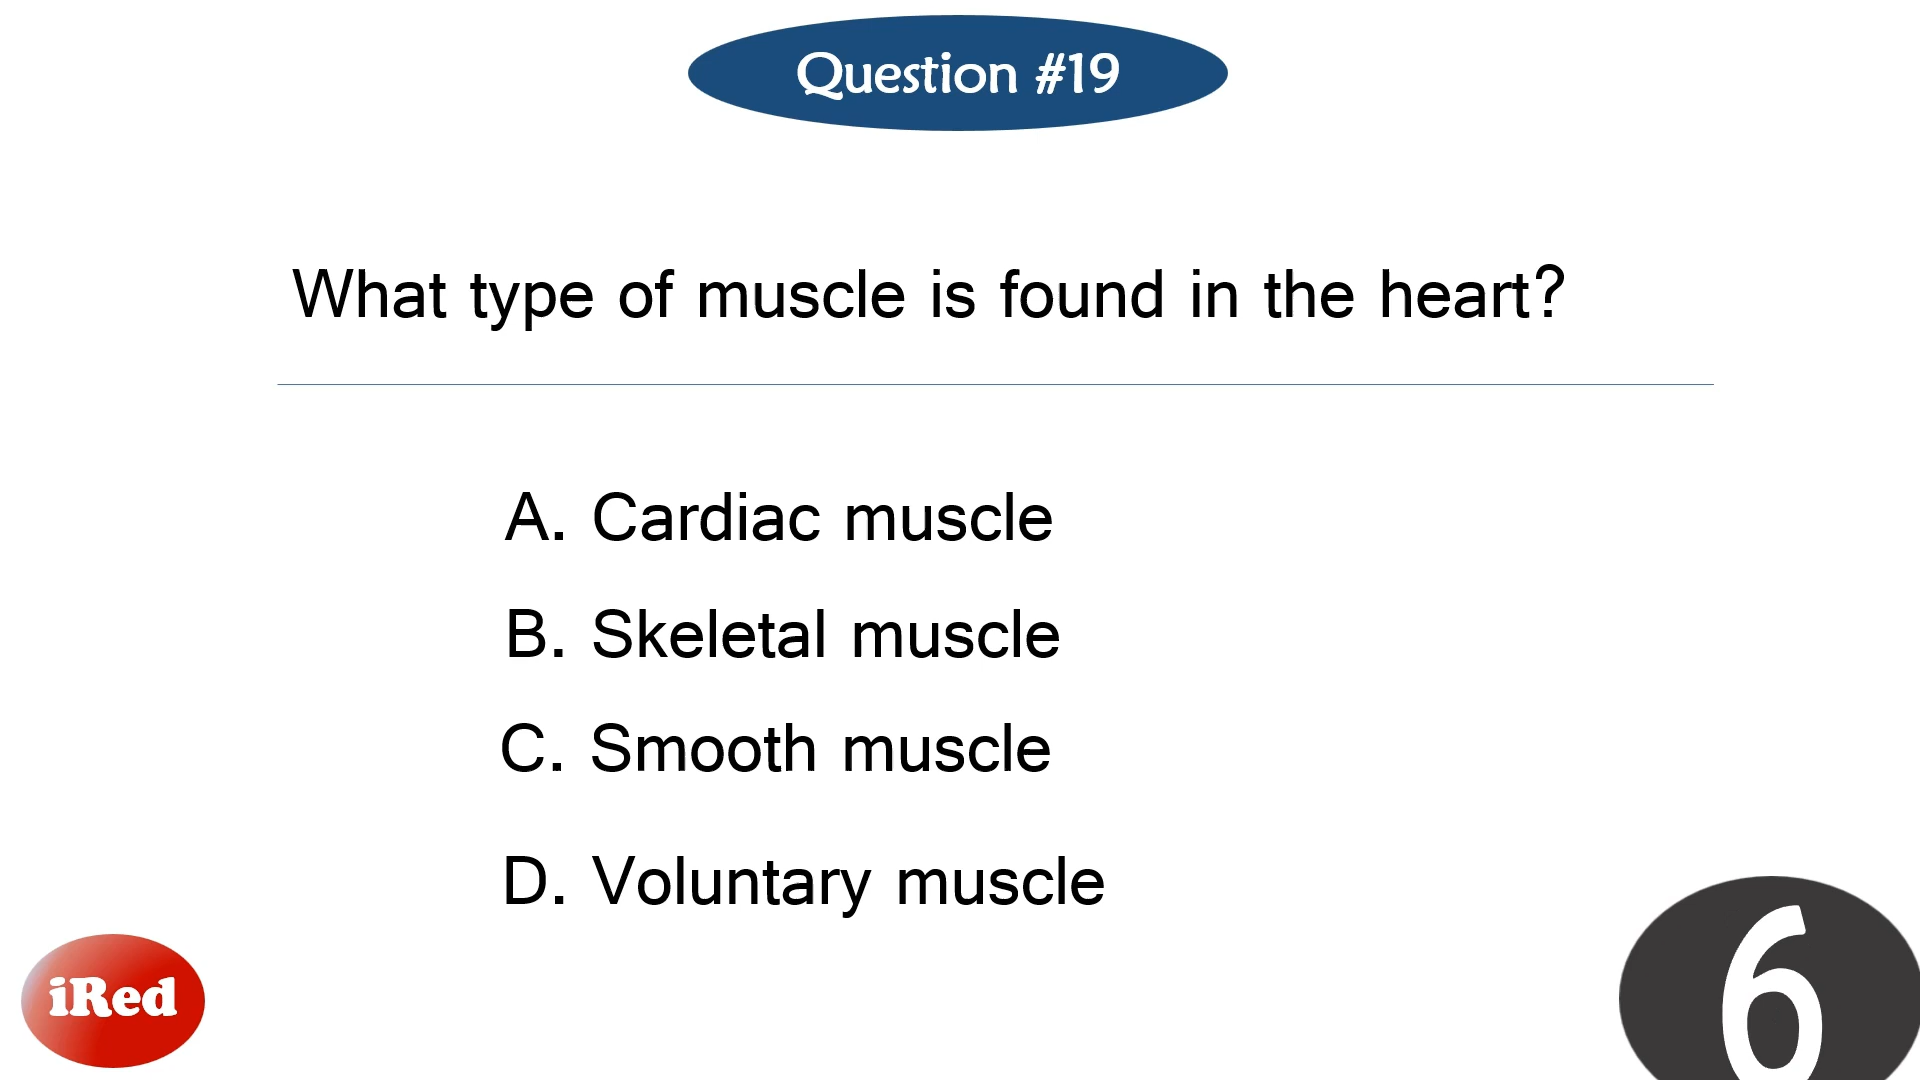 Question #19
What type of muscle is found in the heart?
A. Cardiac muscle
B. Skeletal muscle
C. Smooth muscle
D. Voluntary muscle
iRed
6